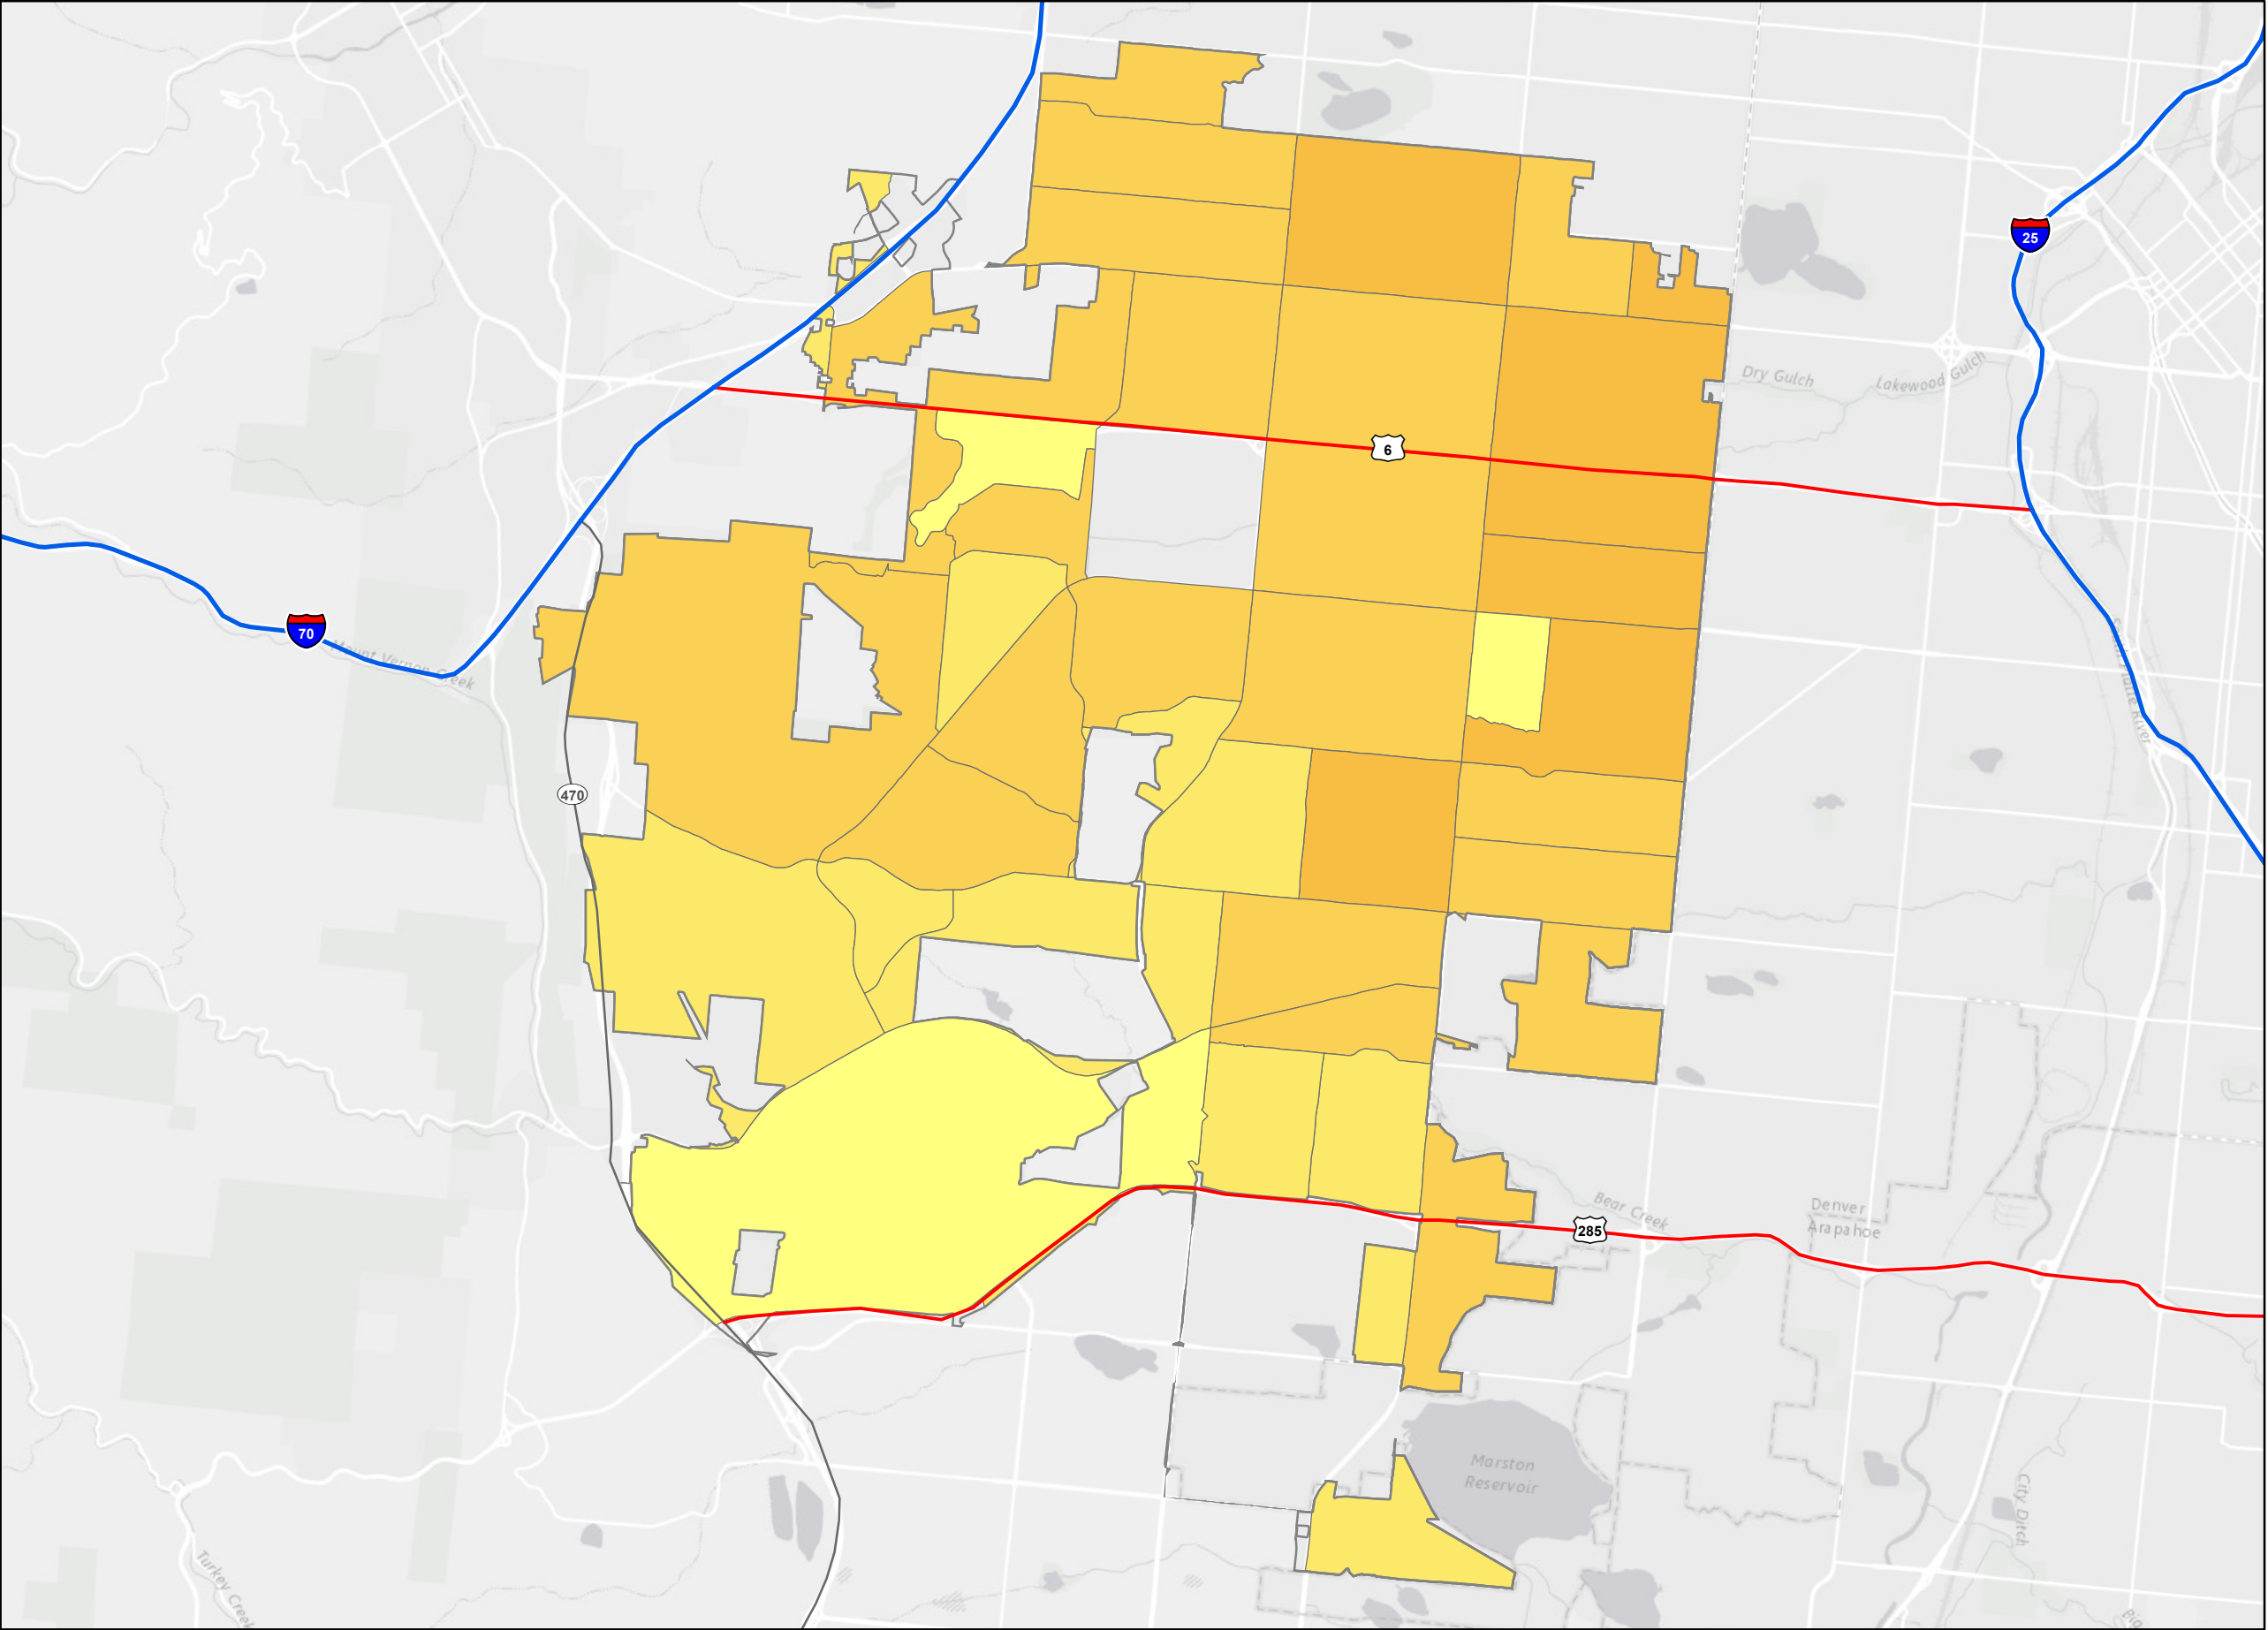 25
Dry Gulch
Lakewood Gulch
6
70
Mount Vernon Creek
South Platte River
470
Bear Creek
Denver
Arapahoe
285
Marston
Reservoir
City Ditch
Turkey Creek